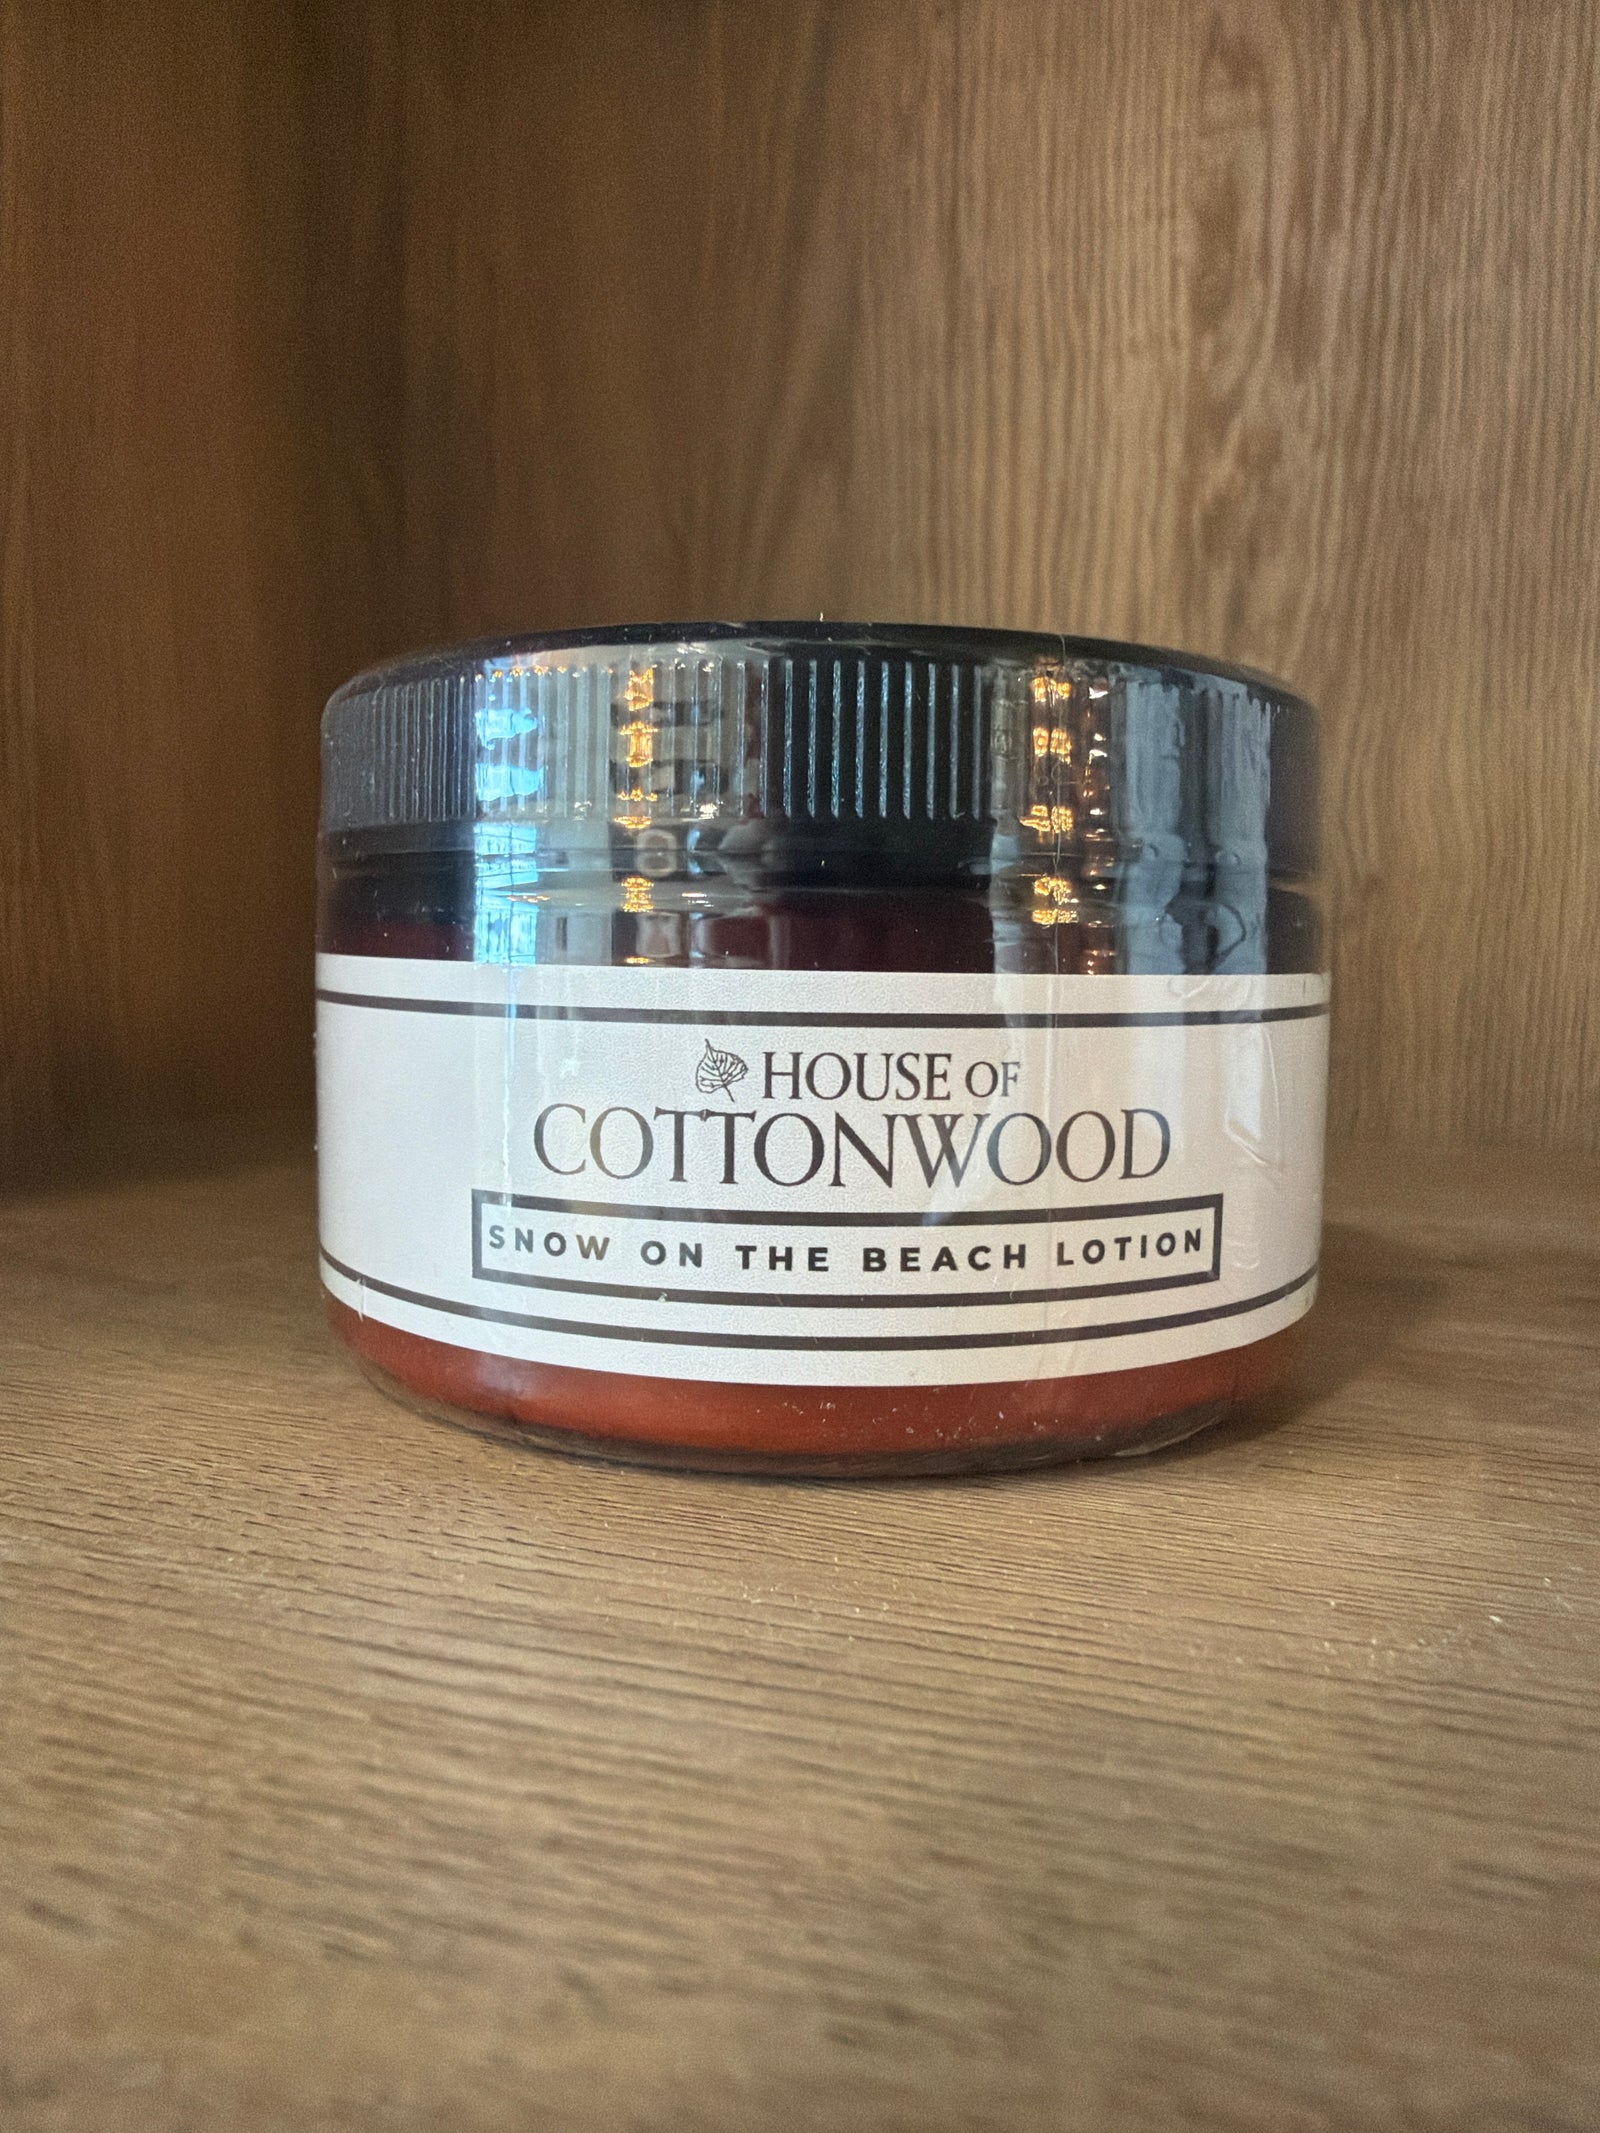 HOUSE OF
COTTONWOOD
SNOW ON THE BEACH LOTION